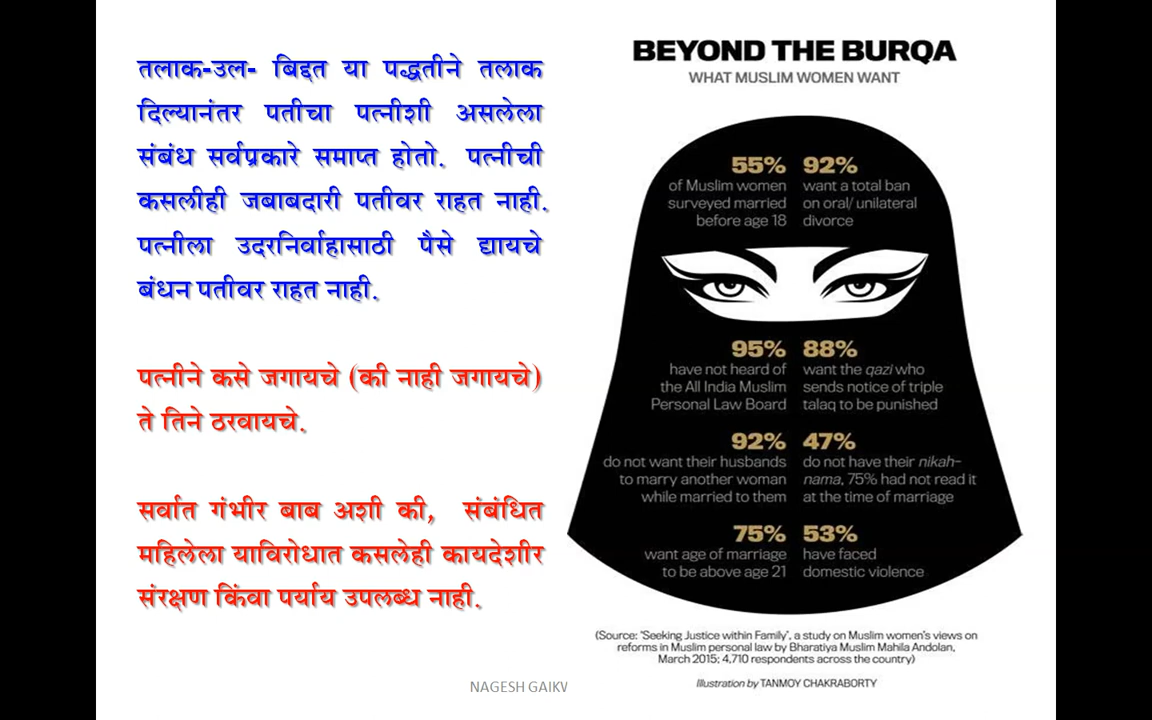 तलाक-उल- बिद्दत या पद्धतीने तलाक
दिल्यानंतर पतीचा पत्नीशी असलेला
संबंध सर्वप्रकारे समाप्त होतो. पत्नीची
कसलीही जबाबदारी पतीवर राहत नाही.
पत्नीला उदरनिर्वाहासाठी पैसे द्यायचे
बंधन पतीवर राहत नाही.
पत्नीने कसे जगायचे (की नाही जगायचे)
ते तिने ठरवायचे.
सर्वात गंभीर बाब अशी की, संबंधित
महिलेला याविरोधात कसलेही कायदेशीर
संरक्षण किंवा पर्याय उपलब्ध नाही.
BEYOND THE BURQA
WHAT MUSLIM WOMEN WANT
55%
of Muslim women
surveyed married
before age 18
92%
want a total ban
on oral/ unilateral
divorce
95%
have not heard of
the All India Muslim
Personal Law Board
88%
want the qazi who
sends notice of triple
talaq to be punished
92%
do not want their husbands
to marry another woman
while married to them
47%
do not have their nikah-
nama, 75% had not read it
at the time of marriage
75%
want age of marriage
to be above age 21
53%
have faced
domestic violence
(Source: 'Seeking Justice within Family', a study on Muslim women's views on
reforms in Muslim personal law by Bharatiya Muslim Mahila Andolan,
March 2015; 4,710 respondents across the country)
Illustration by TANMOY CHAKRABORTY
NAGESH